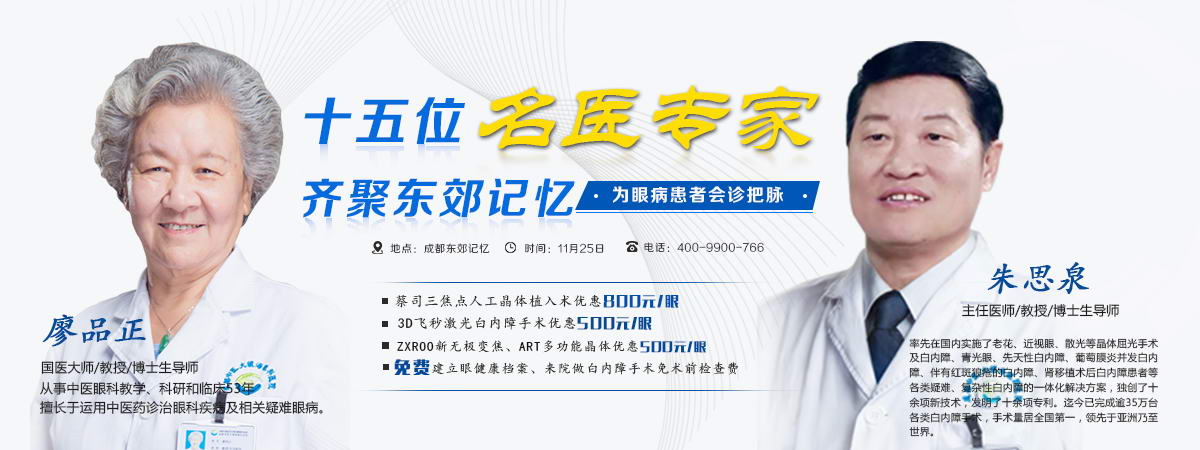 十五位 名医专家
齐聚东郊记忆
·为眼病患者会诊把脉·
地点：成都东郊记忆 时间：11月25日 电话：400-9900-766
蔡司三焦点人工晶体植入术优惠800元/眼
3D飞秒激光白内障手术优惠500元/眼
ZXR00新无极变焦、ART多功能晶体优惠500元/眼
免费建立眼健康档案、来院做白内障手术免术前检查费
廖品正
国医大师/教授/博士生导师
从事中医眼科教学、科研和临床53年
擅长于运用中医药诊治眼科疾病及相关疑难眼病。
朱思泉
主任医师/教授/博士生导师
率先在国内实施了老花、近视眼、散光等晶体屈光手术
及白内障、青光眼、先天性白内障、葡萄膜炎并发白内
障、伴有红斑狼疮的白内障、肾移植术后白内障患者等
各类疑难、复杂性白内障的一体化解决方案，独创了十
余项新技术，发明了十余项专利。迄今已完成逾35万台
各类白内障手术，手术量居全国第一，领先于亚洲乃至
世界。